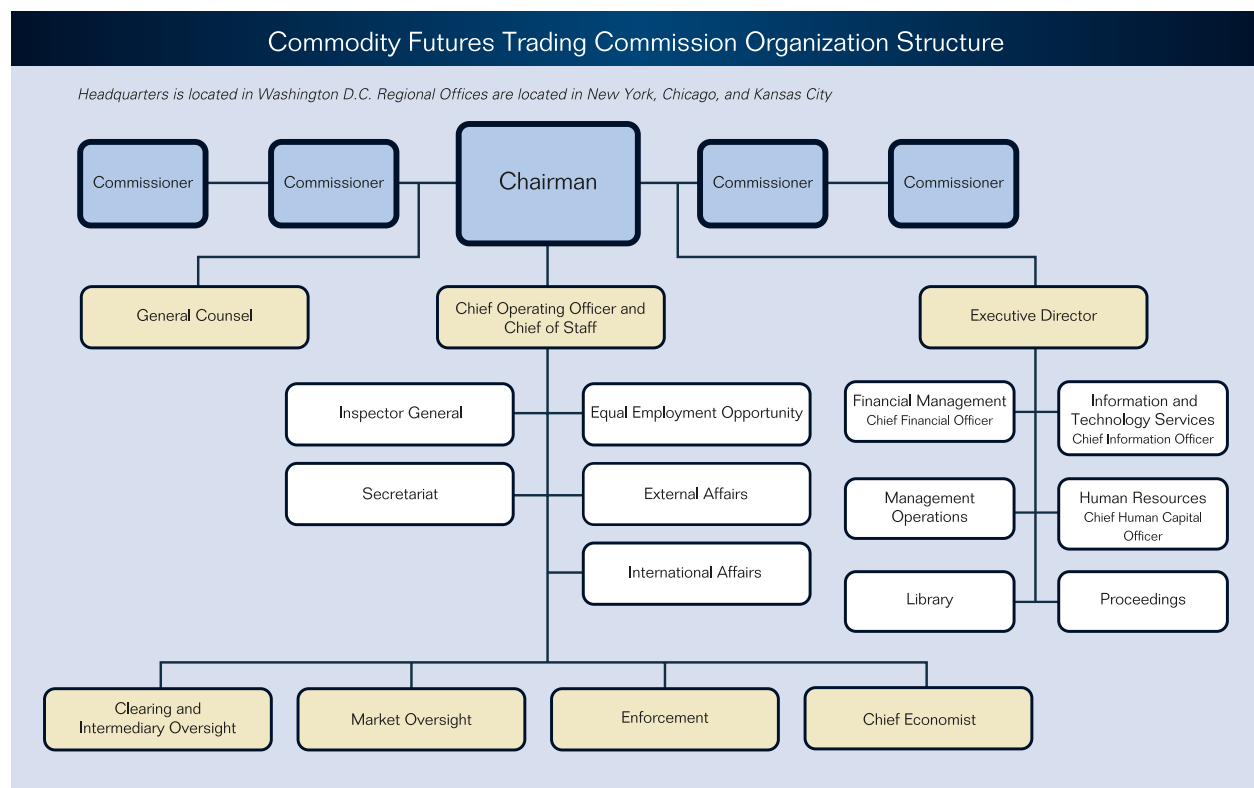 Commodity Futures Trading Commission Organization Structure
Headquarters is located in Washington D.C. Regional Offices are located in New York, Chicago, and Kansas City
Commissioner
Commissioner
Chairman
Commissioner
Commissioner
General Counsel
Chief Operating Officer and
Chief of Staff
Executive Director
Inspector General
Equal Employment Opportunity
Secretariat
External Affairs
International Affairs
Financial Management
Chief Financial Officer
Information and
Technology Services
Chief Information Officer
Management
Operations
Human Resources
Chief Human Capital
Officer
Library
Proceedings
Clearing and
Intermediary Oversight
Market Oversight
Enforcement
Chief Economist